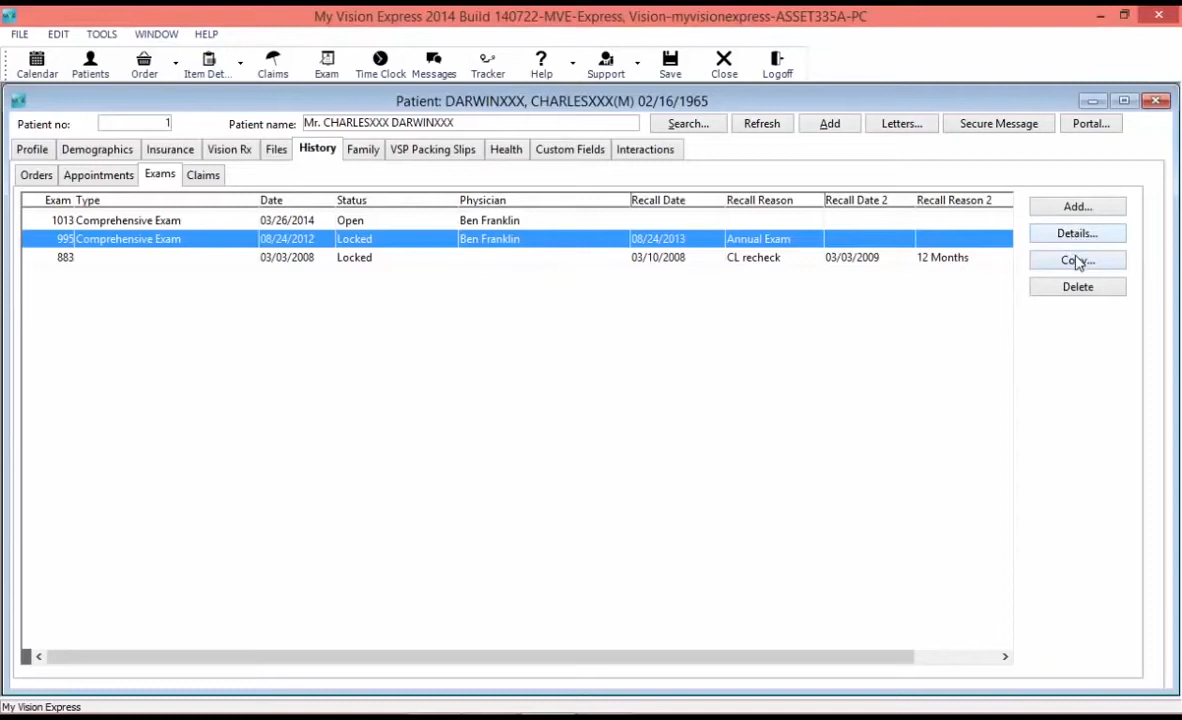 My Vision Express 2014 Build 140722-MVE-Express, Vision-myvisionexpress-ASSET335A-PC
FILE EDIT TOOLS WINDOW HELP
Calendar Patients Order Item Det... Claims Exam Time Clock Messages Tracker Help Support Save Close Logoff
Patient: DARWINXXX, CHARLESXXX(M) 02/16/1965
Patient no: 1 Patient name: Mr. CHARLESXXX DARWINXXX Search... Refresh Add Letters... Secure Message Portal...
Profile Demographics Insurance Vision Rx Files History Family VSP Packing Slips Health Custom Fields Interactions
Orders Appointments Exams Claims
Exam Type Date Status Physician Recall Date Recall Reason Recall Date 2 Recall Reason 2
1013 Comprehensive Exam 03/26/2014 Open Ben Franklin
995 Comprehensive Exam 08/24/2012 Locked Ben Franklin 08/24/2013 Annual Exam
883 03/03/2008 Locked 03/10/2008 CL recheck 03/03/2009 12 Months
Add...
Details...
Delete
My Vision Express